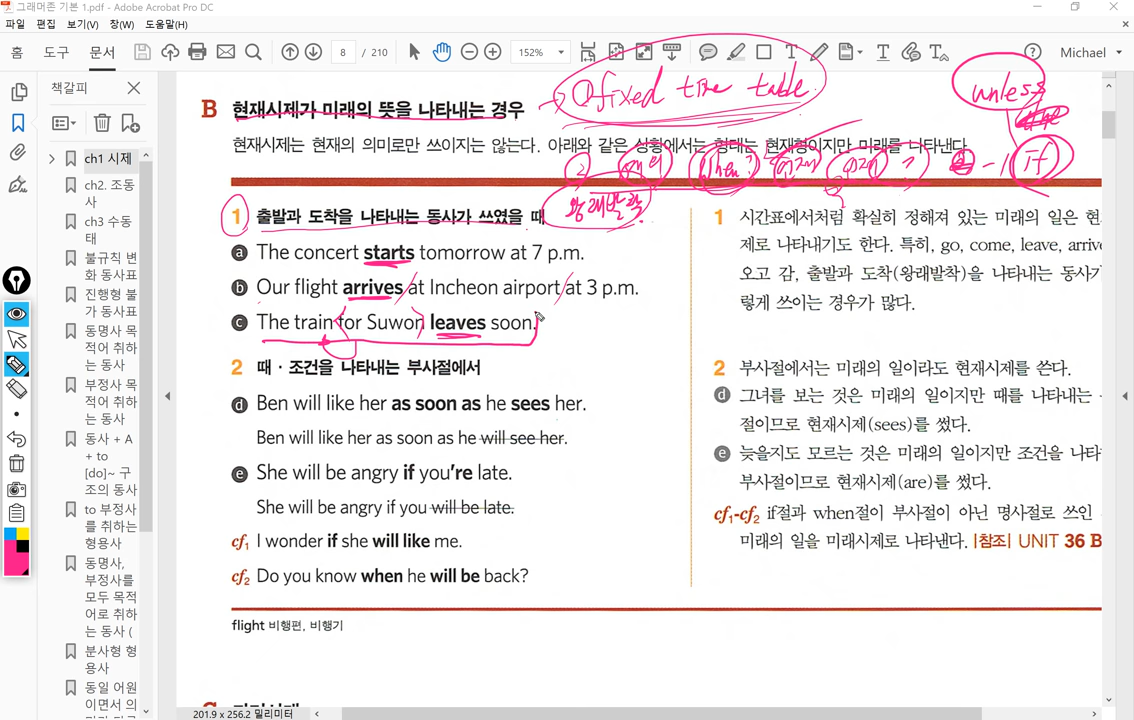 그래머존 기본 1.pdf - Adobe Acrobat Pro DC
파일 편집 보기(V) 창(W) 도움말(H)
홈 도구 문서 8 / 210 152% Michael
책갈피
ch1 시제
ch2. 조동
사
ch3 수동
태
불규칙 변
화 동사표
진행형 불
가 동사표
동명사 목
적어 취하
는 동사
부정사 목
적어 취하
는 동사
동사 + A
+ to
[do]~ 구
조의 동사
to 부정사
를 취하는
형용사
동명사,
부정사를
모두 목적
어로 취하
는 동사 (
분사형 형
용사
동일 어원
이면서 의
fixed time table
unless
B 현재시제가 미래의 뜻을 나타내는 경우
현재시제는 현재의 의미로만 쓰이지는 않는다. 아래와 같은 상황에서는 형태는 현재형이지만 미래를 나타낸다.
② when? if
왕래발착
1 출발과 도착을 나타내는 동사가 쓰였을 때
a The concert starts tomorrow at 7 p.m.
b Our flight arrives at Incheon airport at 3 p.m.
c The train for Suwon leaves soon.
2 때 · 조건을 나타내는 부사절에서
d Ben will like her as soon as he sees her.
Ben will like her as soon as he will see her.
e She will be angry if you're late.
She will be angry if you will be late.
cf1 I wonder if she will like me.
cf2 Do you know when he will be back?
1 시간표에서처럼 확실히 정해져 있는 미래의 일은 현
제로 나타내기도 한다. 특히, go, come, leave, arrive
오고 감, 출발과 도착(왕래발착)을 나타내는 동사가
렇게 쓰이는 경우가 많다.
2 부사절에서는 미래의 일이라도 현재시제를 쓴다.
d 그녀를 보는 것은 미래의 일이지만 때를 나타내는
절이므로 현재시제(sees)를 썼다.
e 늦을지도 모르는 것은 미래의 일이지만 조건을 나타
부사절이므로 현재시제(are)를 썼다.
cf1-cf2 if절과 when절이 부사절이 아닌 명사절로 쓰인
미래의 일을 미래시제로 나타낸다. |참조| UNIT 36 B
flight 비행편, 비행기
201.9 x 256.2 밀리미터